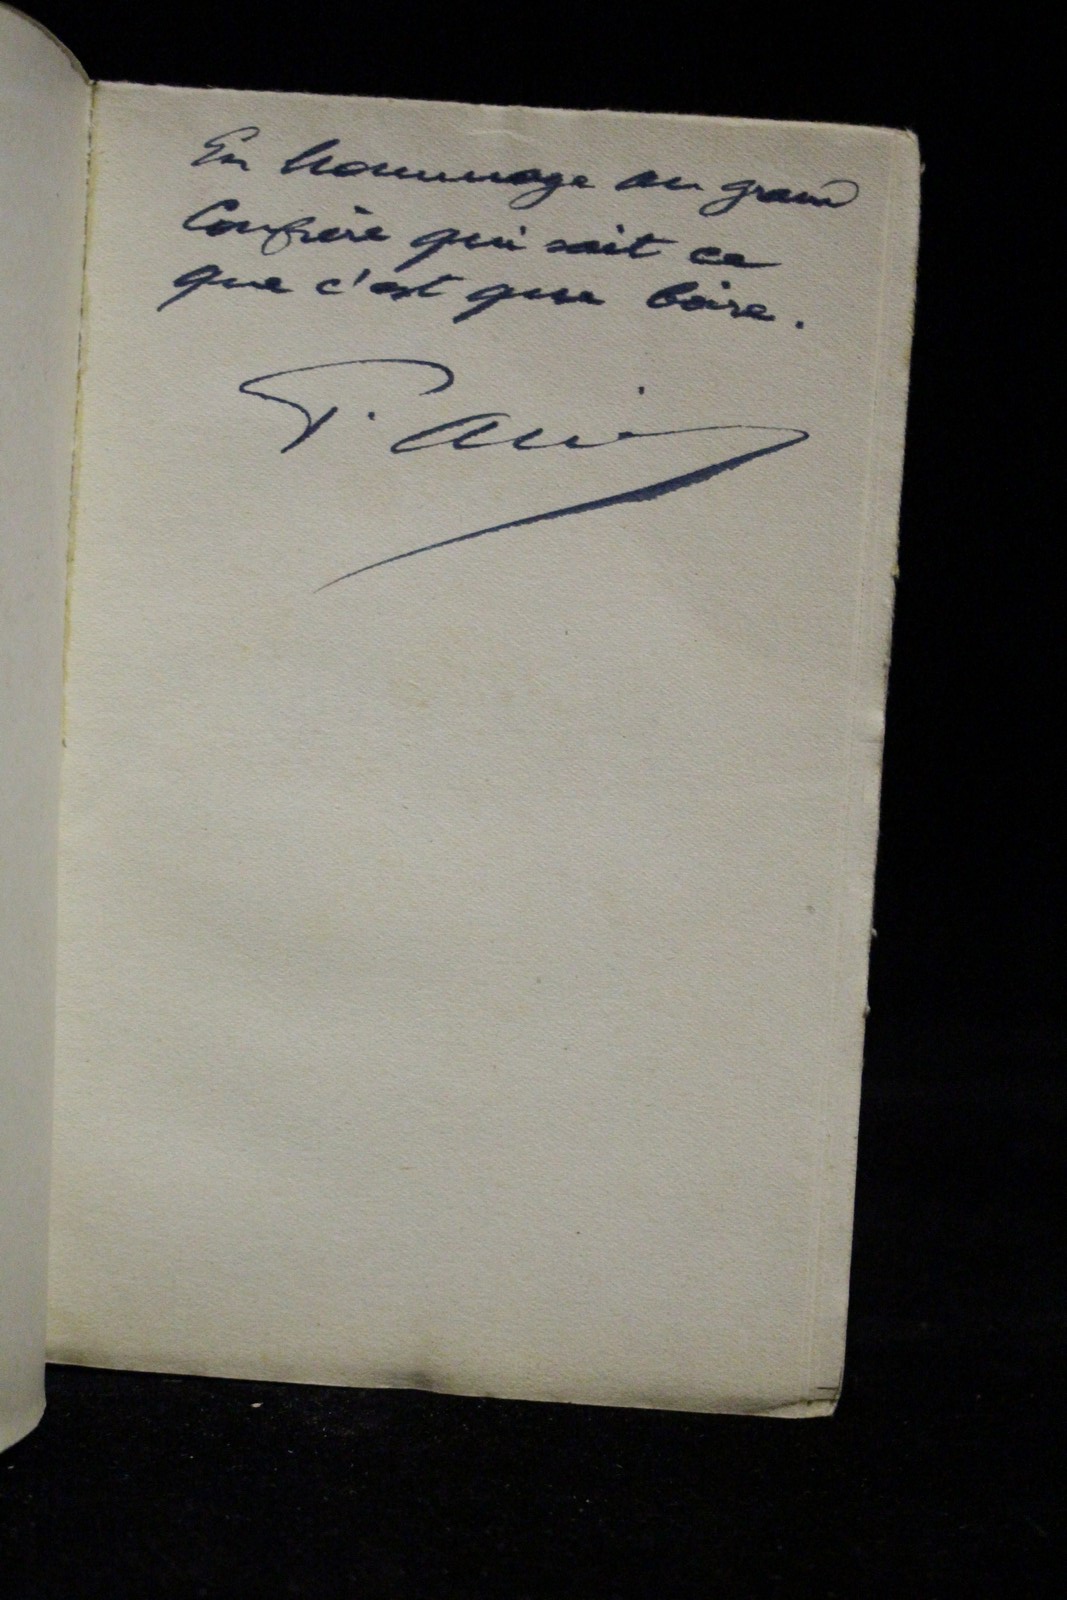 En hommage au grand
Confrère qui sait ce
que c'est que boire.